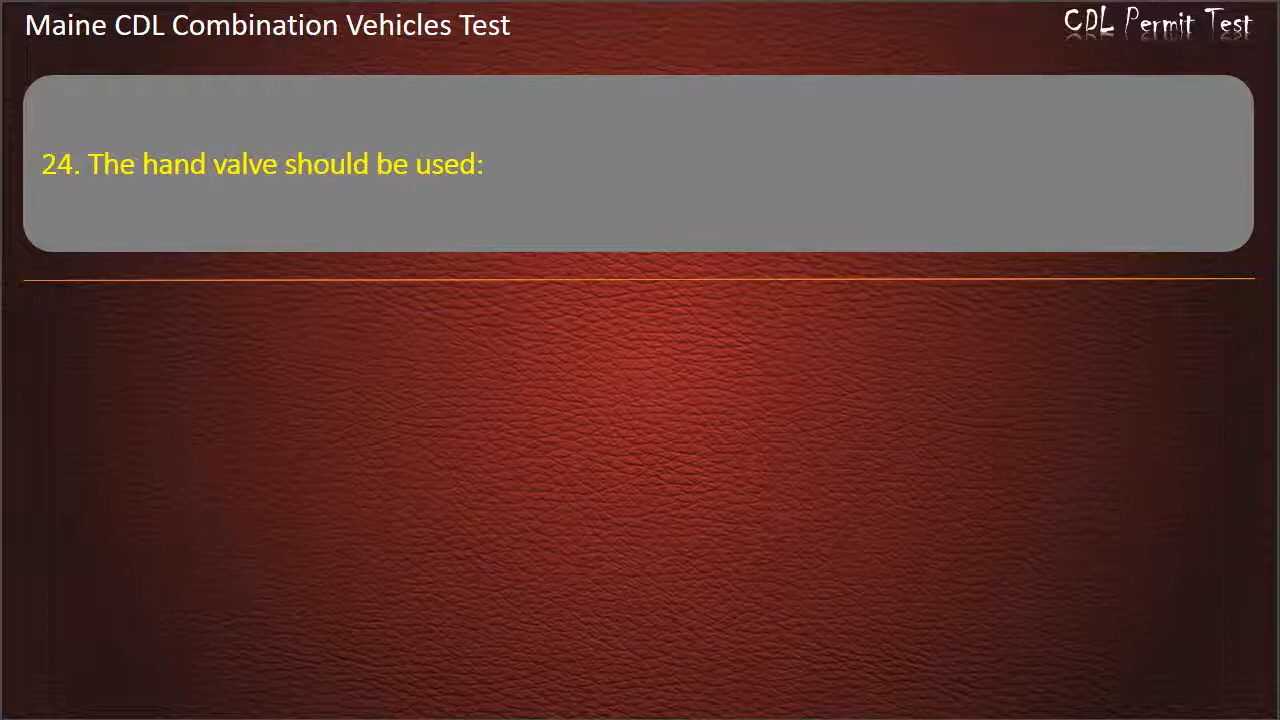 Maine CDL Combination Vehicles Test
CDL Permit Test
24. The hand valve should be used: